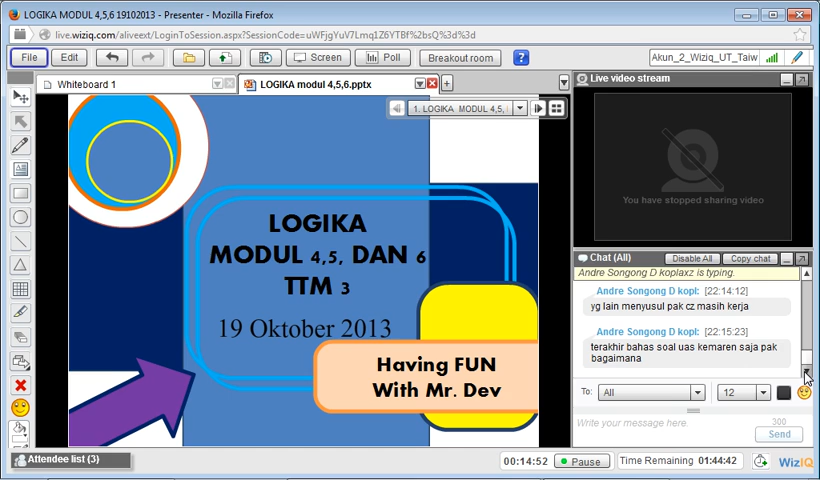 LOGIKA MODUL 4,5,6 19102013 - Presenter - Mozilla Firefox
live.wiziq.com/aliveext/LoginToSession.aspx?SessionCode=uWFjgYuV7Lmq1Z6YTBf%2bsQ%3d%3d
File Edit Screen Poll Breakout room ? Akun_2_Wiziq_UT_Taiw
Whiteboard 1 LOGIKA modul 4,5,6.pptx +
1. LOGIKA MODUL 4,5,
LOGIKA
MODUL 4,5, DAN 6
TTM 3
19 Oktober 2013
Having FUN
With Mr. Dev
Live video stream
You have stopped sharing video
Chat (All) Disable All Copy chat
Andre Songong D koplaxz is typing.
Andre Songong D kopl: [22:14:12]
yg lain menyusul pak cz masih kerja
Andre Songong D kopl: [22:15:23]
terakhir bahas soal uas kemaren saja pak
bagaimana
To: All 12
Write your message here. 300
Send
Attendee list (3) 00:14:52 Pause Time Remaining 01:44:42 WizIQ